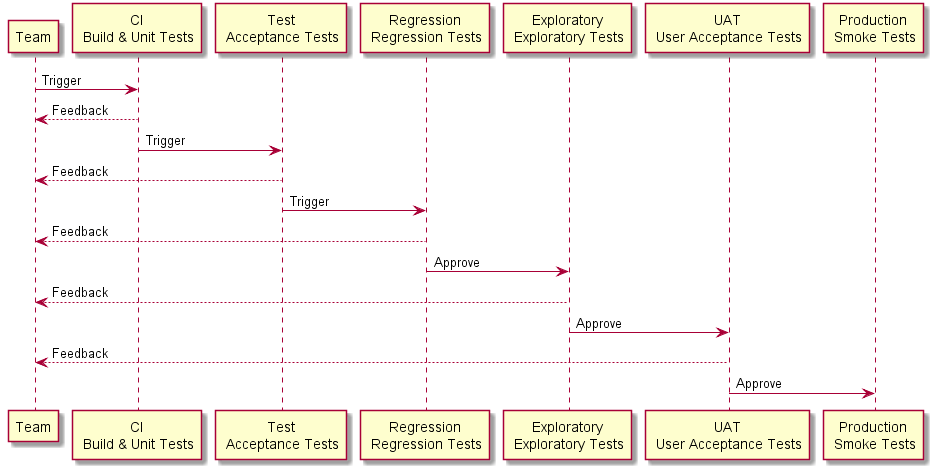 Team
CI
Build & Unit Tests
Test
Acceptance Tests
Regression
Regression Tests
Exploratory
Exploratory Tests
UAT
User Acceptance Tests
Production
Smoke Tests
Trigger
Feedback
Trigger
Feedback
Trigger
Feedback
Approve
Feedback
Approve
Feedback
Approve
Team
CI
Build & Unit Tests
Test
Acceptance Tests
Regression
Regression Tests
Exploratory
Exploratory Tests
UAT
User Acceptance Tests
Production
Smoke Tests